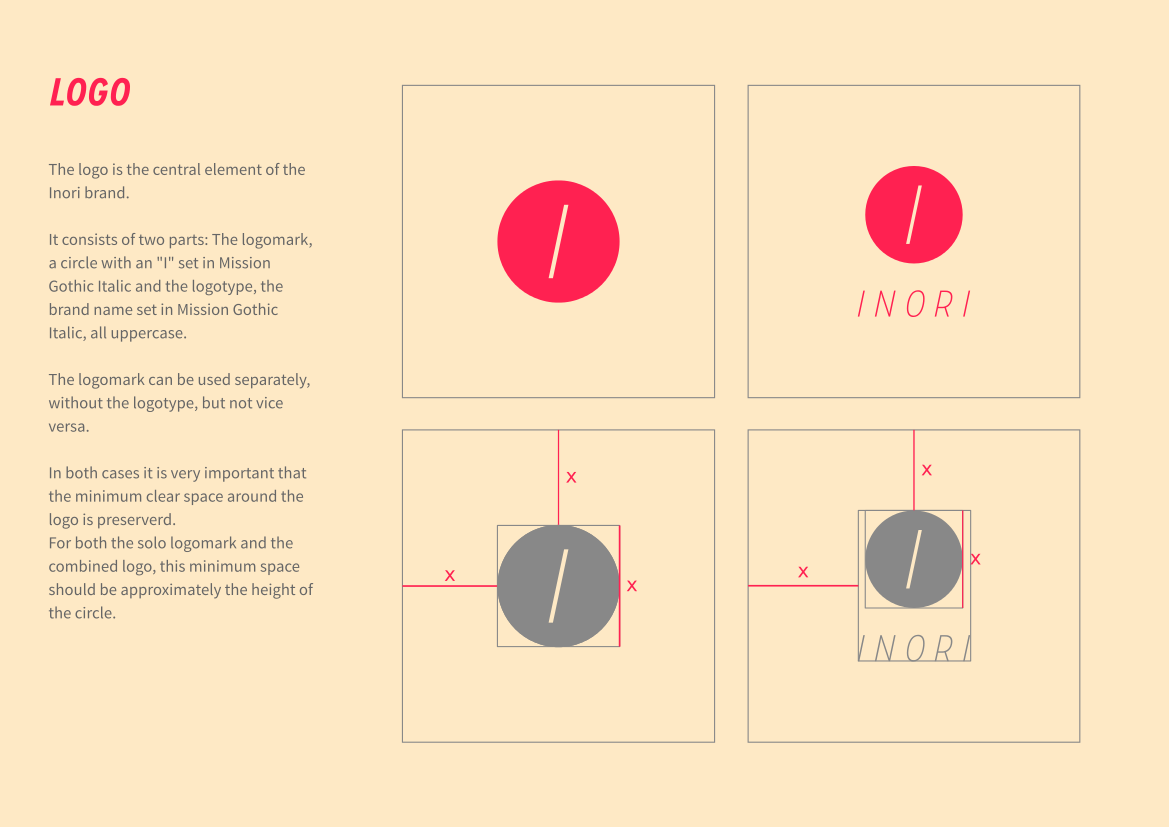 LOGO
The logo is the central element of the
Inori brand.
It consists of two parts: The logomark,
a circle with an "I" set in Mission
Gothic Italic and the logotype, the
brand name set in Mission Gothic
Italic, all uppercase.
The logomark can be used separately,
without the logotype, but not vice
versa.
In both cases it is very important that
the minimum clear space around the
logo is preserverd.
For both the solo logomark and the
combined logo, this minimum space
should be approximately the height of
the circle.
I
I
INORI
x
x
I
x
x
x
I
x
INORI